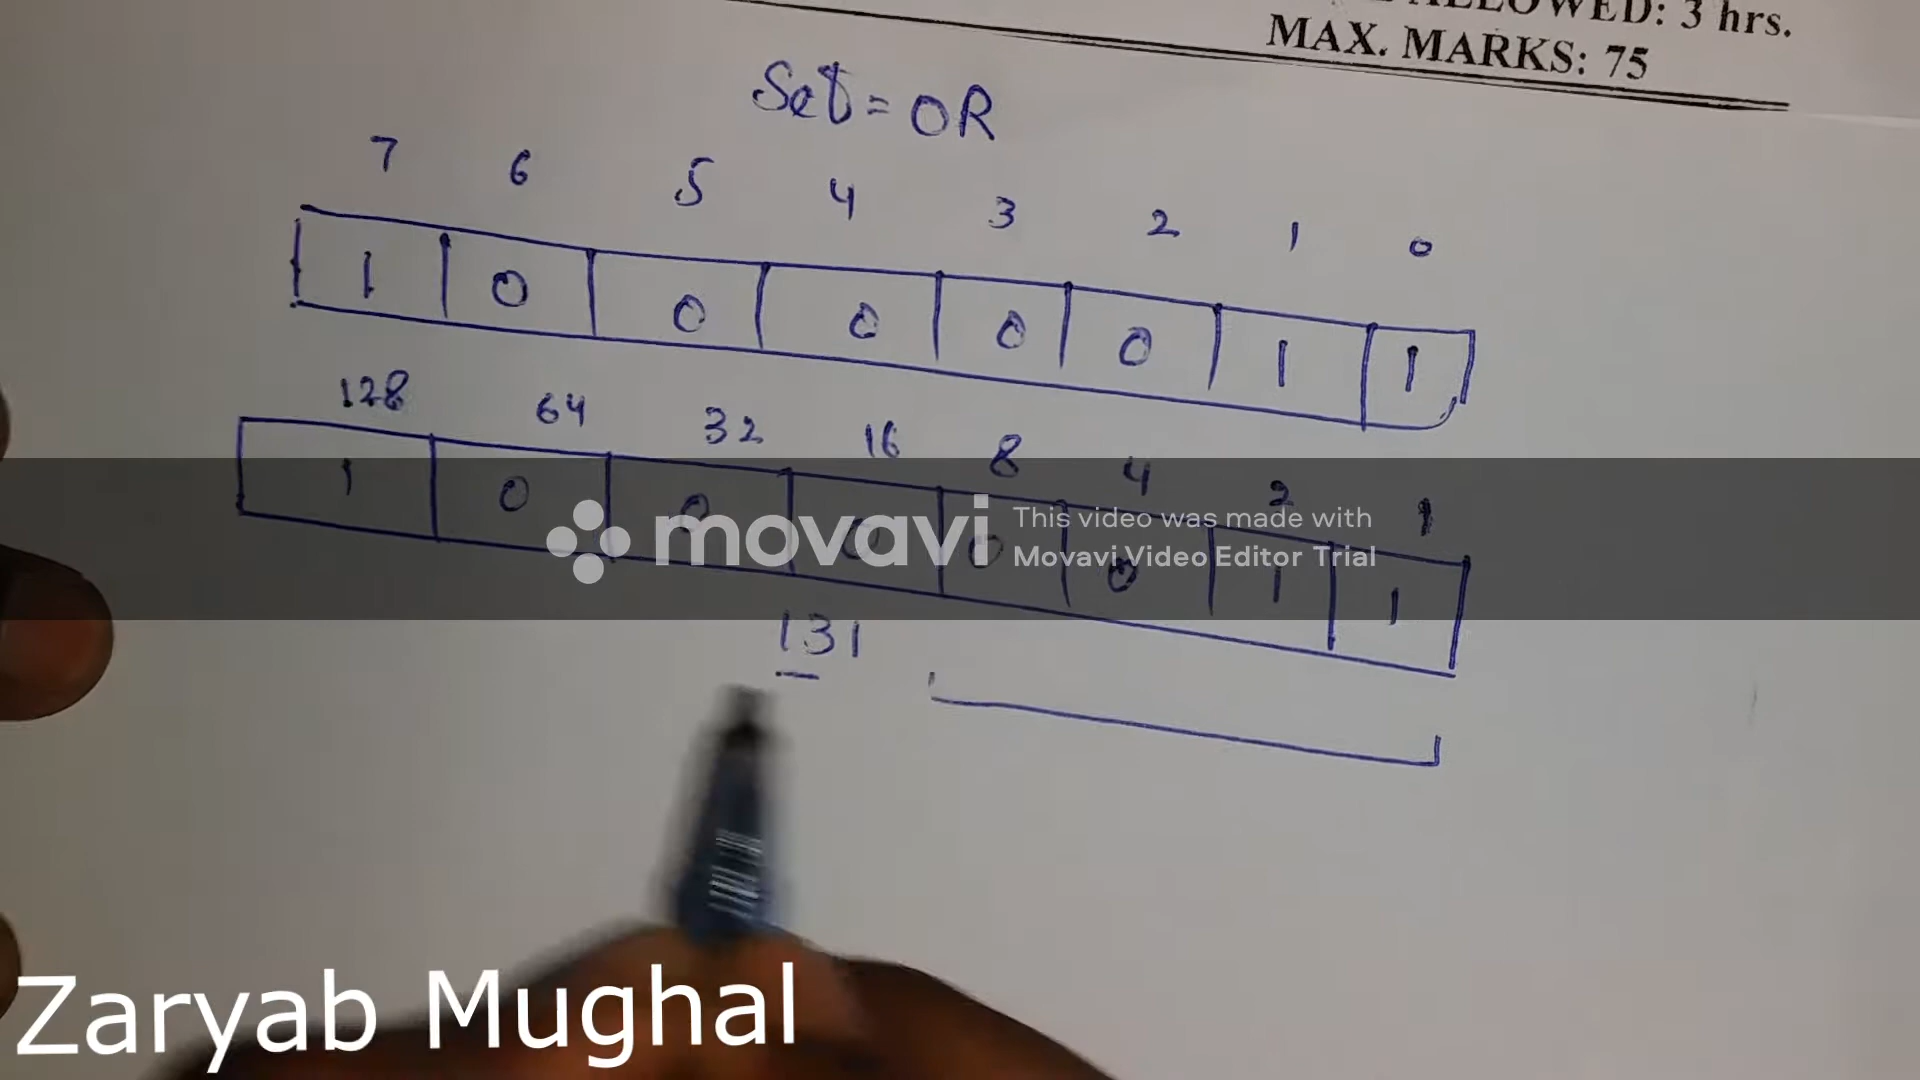 ALLOWED: 3 hrs.
MAX. MARKS: 75
Set = OR
7 6 5 4 3 2 1 0
1 0 0 0 0 0 1 1
128 64 32 16 8 4 2 1
1 0 0 0 0 0 1 1
movavi
This video was made with
Movavi Video Editor Trial
131
Zaryab Mughal